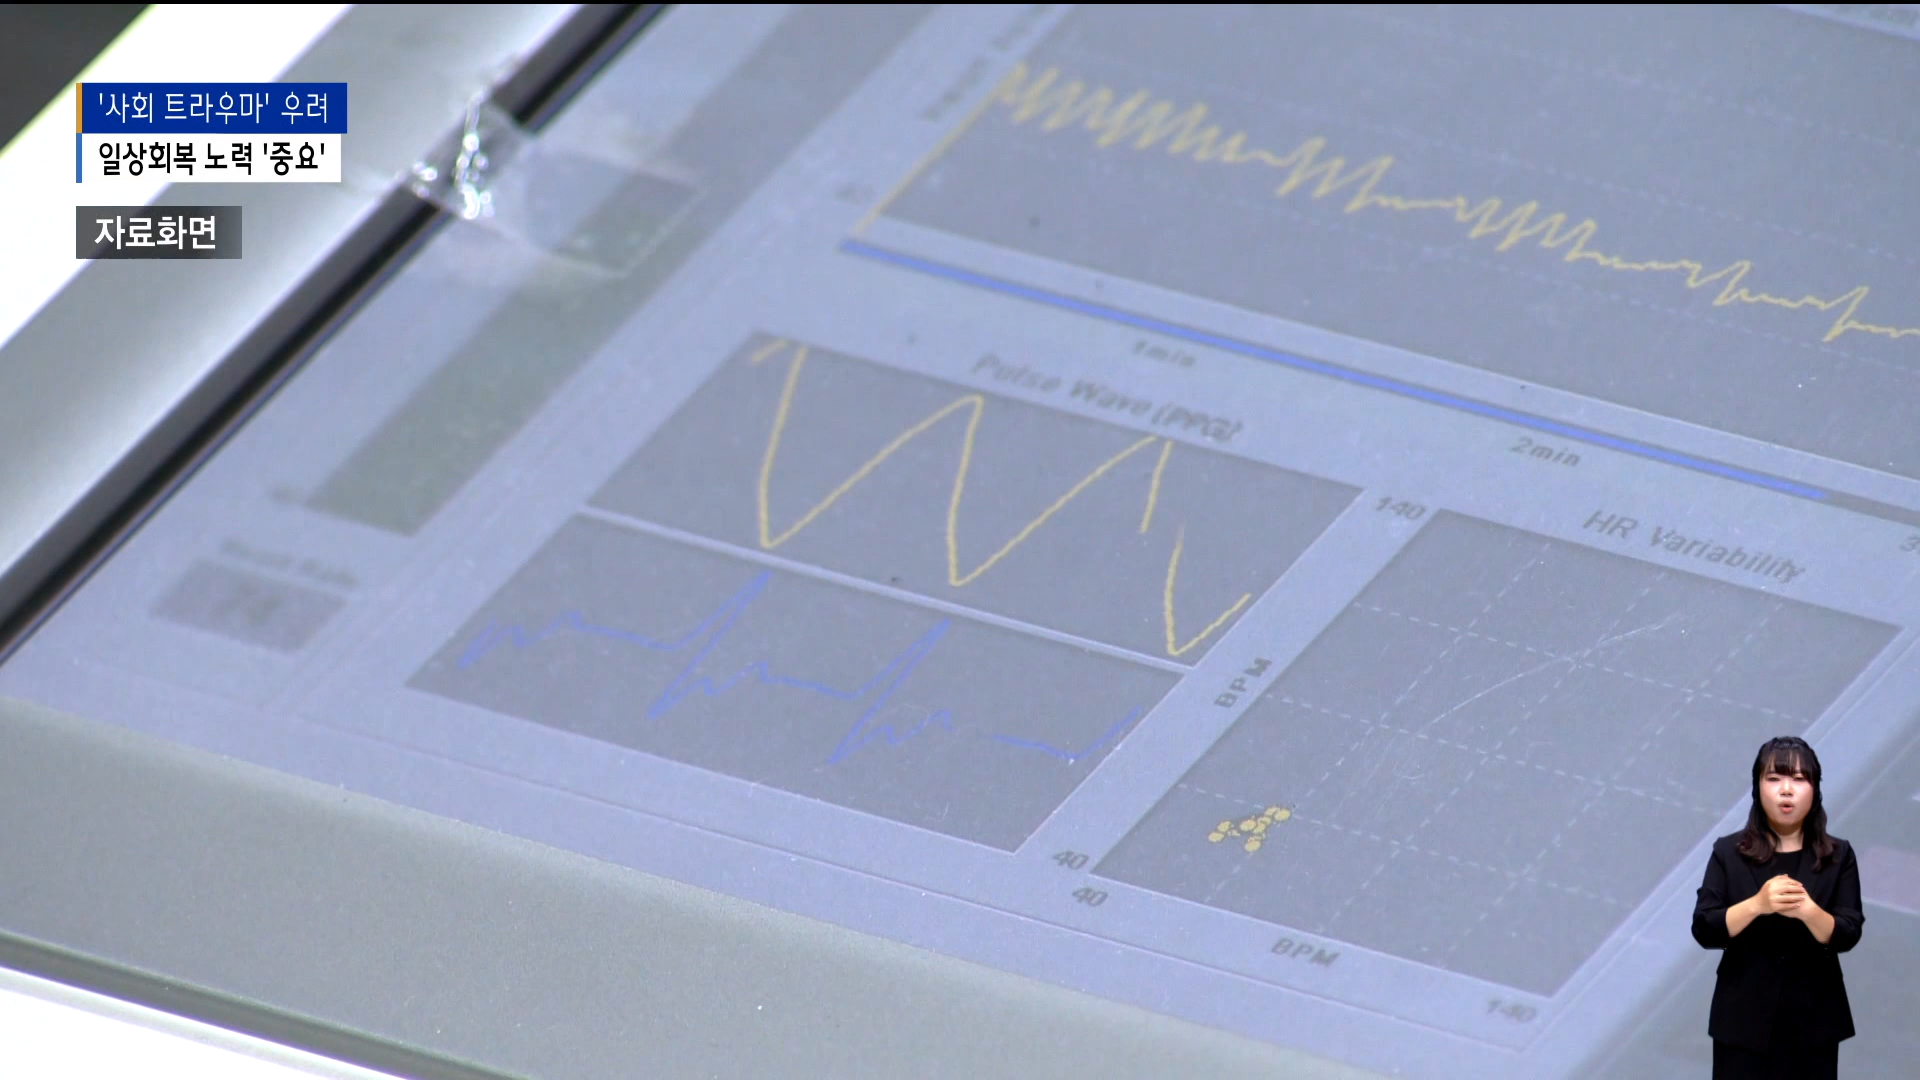 '사회 트라우마' 우려
일상회복 노력 '중요'
자료화면
1min
Pulse Wave (PPG)
2min
140
HR Variability
BPM
40
40
BPM
140